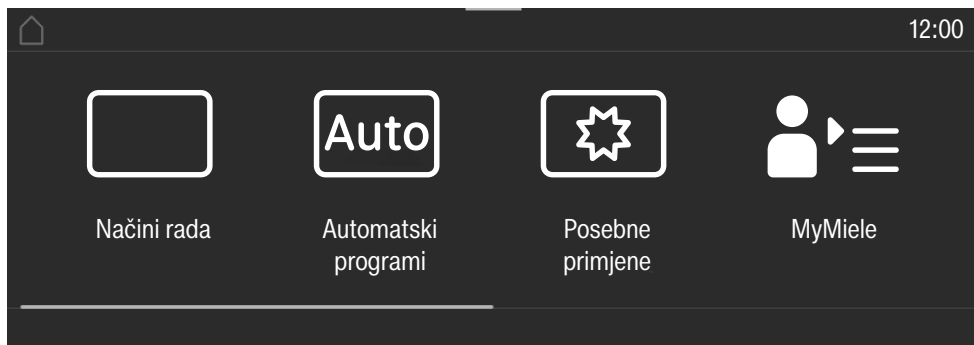 12:00
Auto
Načini rada
Automatski
programi
Posebne
primjene
MyMiele